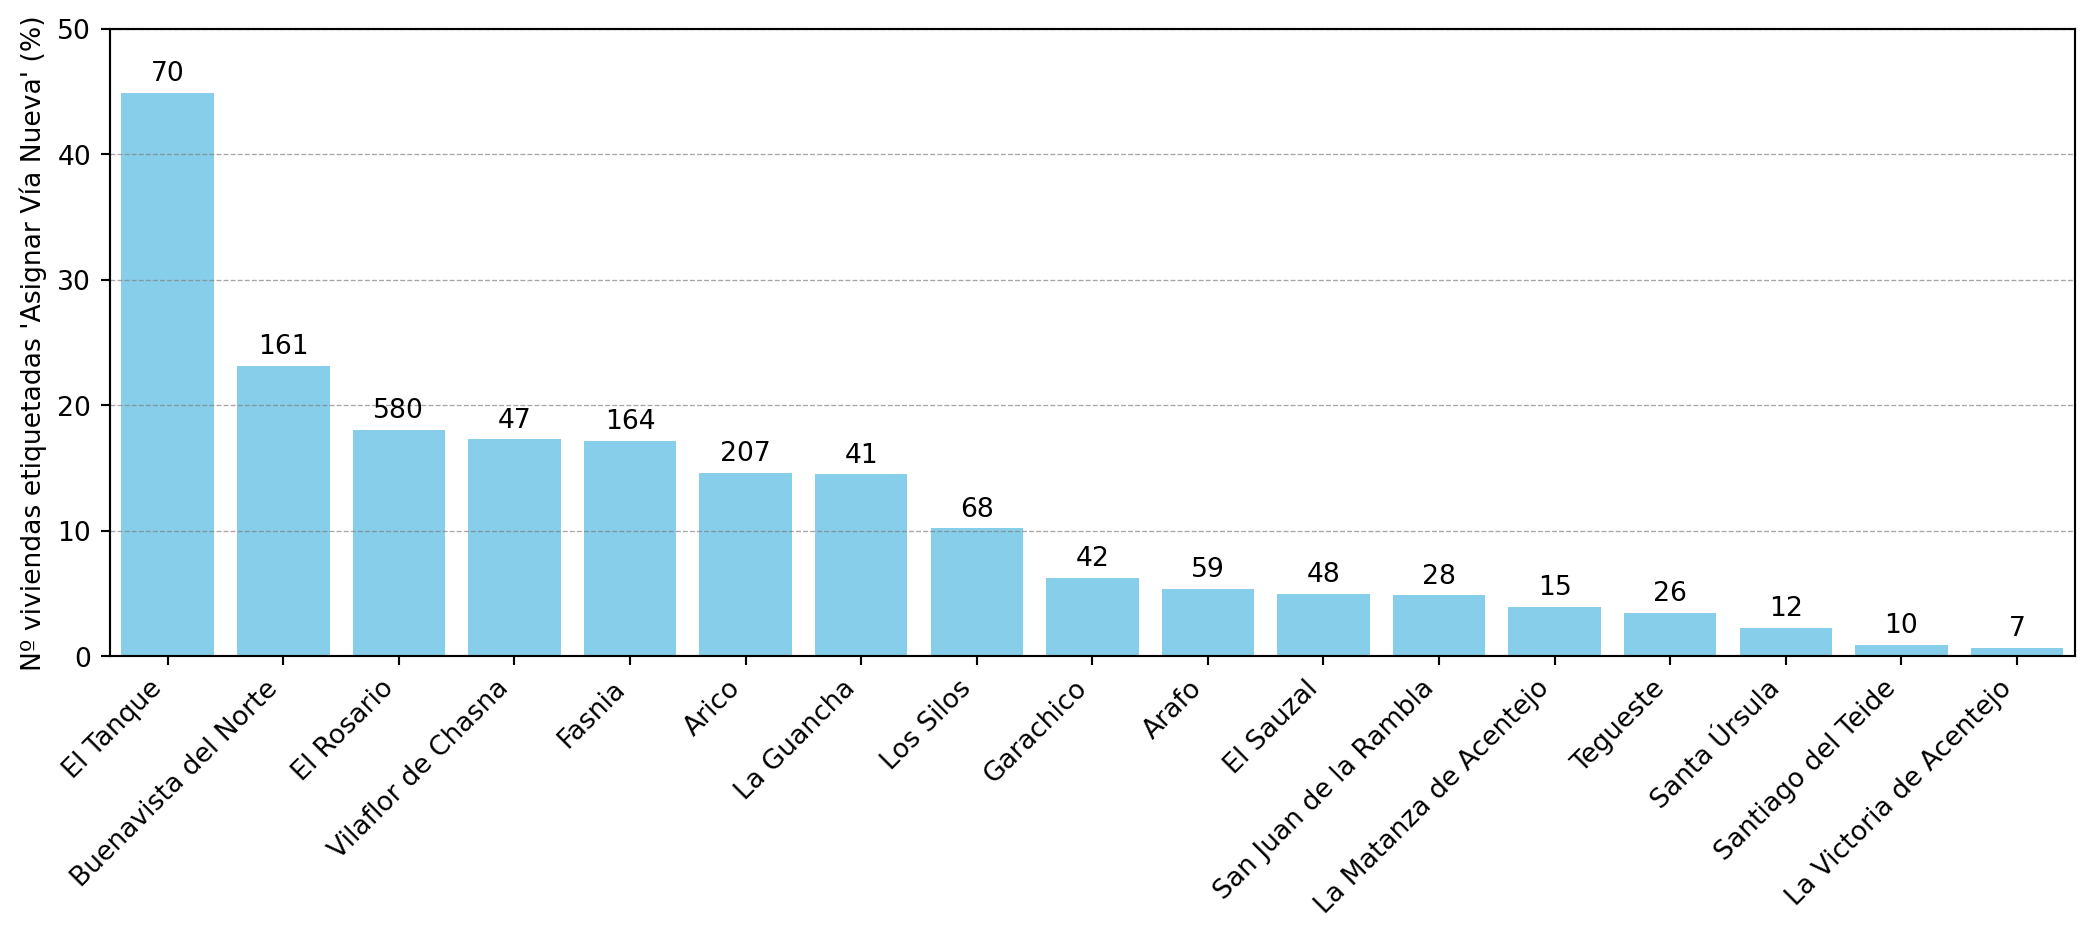 Nº viviendas etiquetadas 'Asignar Vía Nueva' (%)
50
40
30
20
10
0
70
161
580
47
164
207
41
68
42
59
48
28
15
26
12
10
7
El Tanque
Buenavista del Norte
El Rosario
Vilaflor de Chasna
Fasnia
Arico
La Guancha
Los Silos
Garachico
Arafo
El Sauzal
San Juan de la Rambla
La Matanza de Acentejo
Tegueste
Santa Úrsula
Santiago del Teide
La Victoria de Acentejo